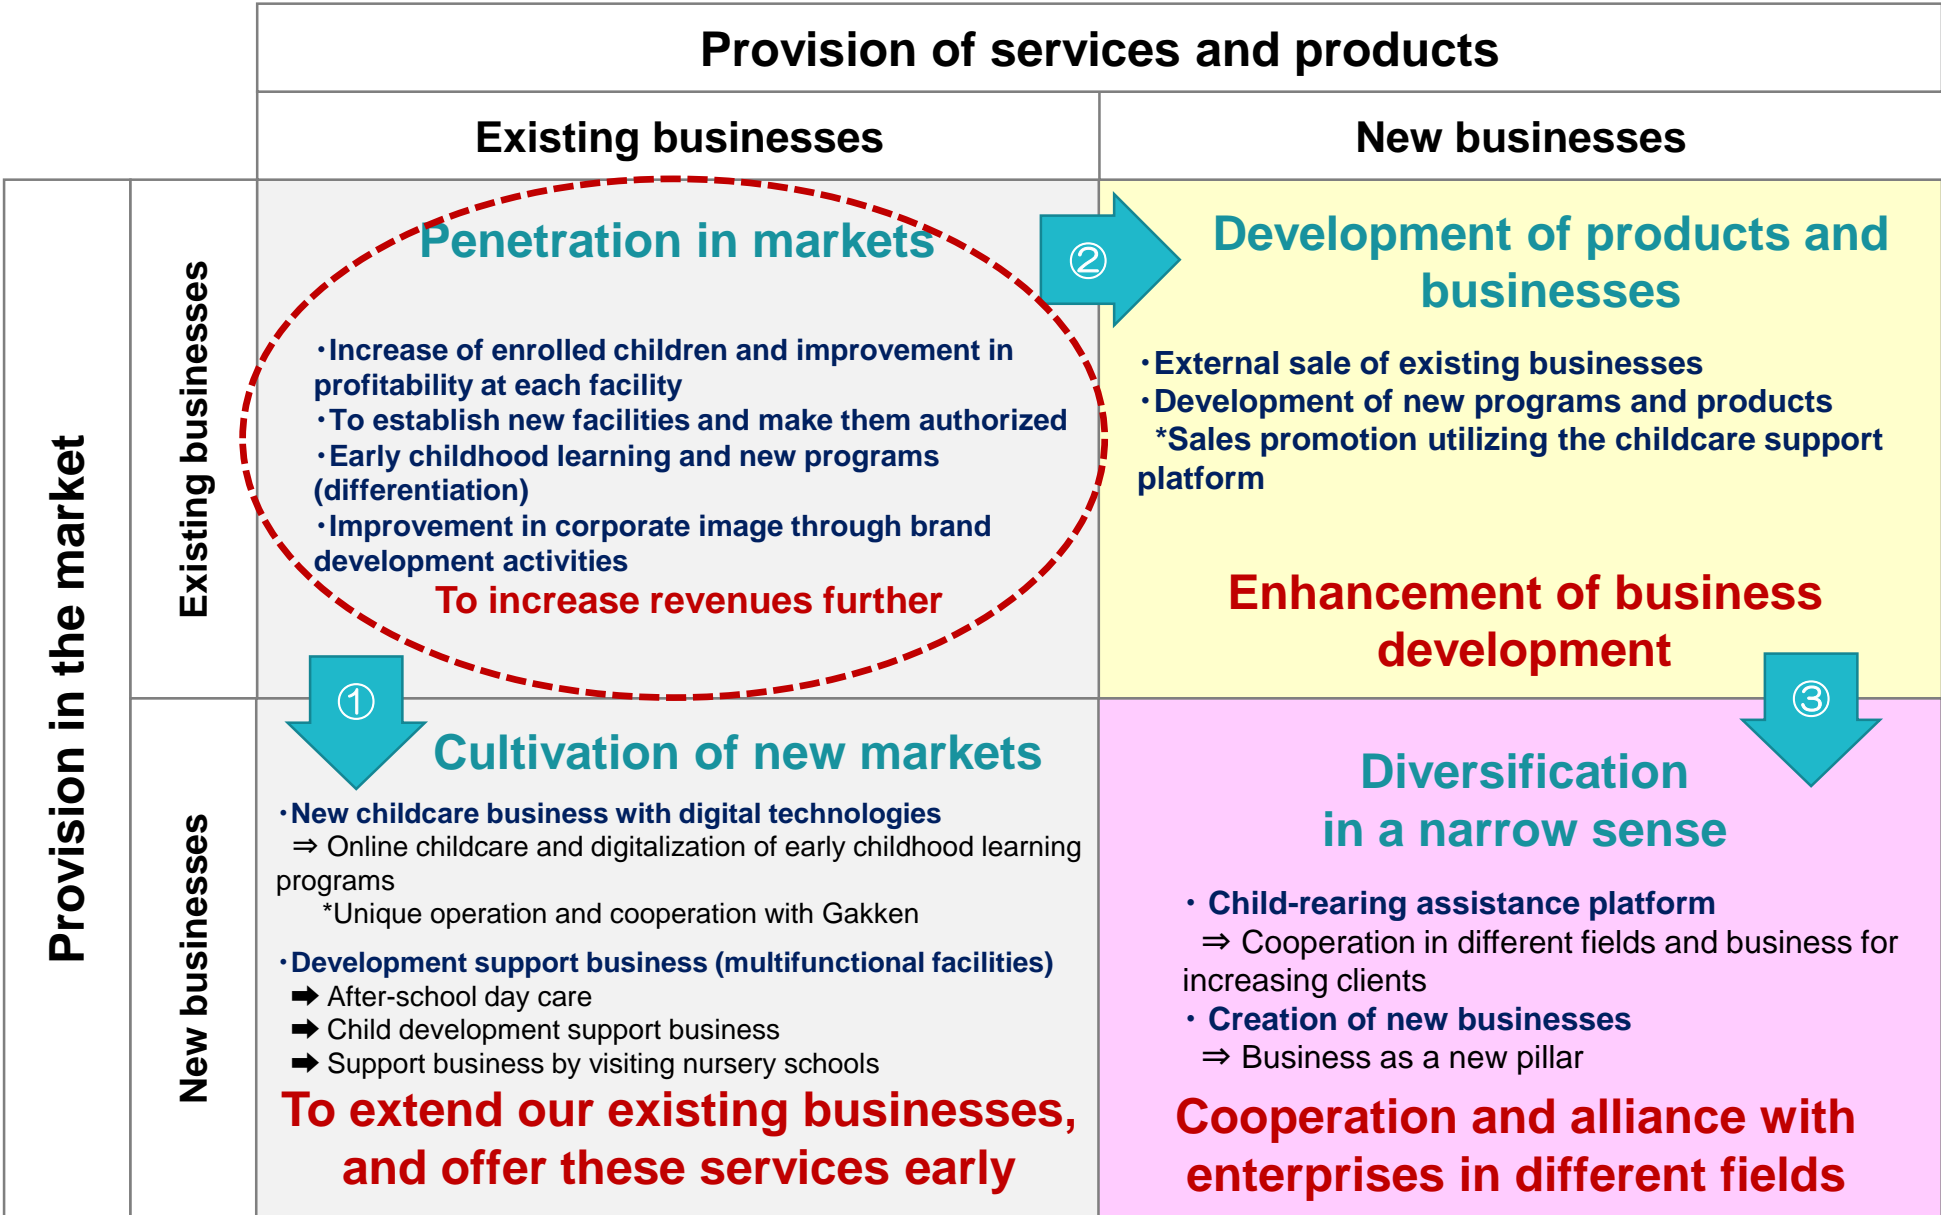 Provision of services and products
Existing businesses
New businesses
Provision in the market
Existing businesses
Penetration in markets
・Increase of enrolled children and improvement in
profitability at each facility
・To establish new facilities and make them authorized
・Early childhood learning and new programs
(differentiation)
・Improvement in corporate image through brand
development activities
To increase revenues further
②
Development of products and
businesses
・External sale of existing businesses
・Development of new programs and products
*Sales promotion utilizing the childcare support
platform
Enhancement of business
development
New businesses
①
Cultivation of new markets
・New childcare business with digital technologies
⇒ Online childcare and digitalization of early childhood learning
programs
*Unique operation and cooperation with Gakken
・Development support business (multifunctional facilities)
➡ After-school day care
➡ Child development support business
➡ Support business by visiting nursery schools
To extend our existing businesses,
and offer these services early
③
Diversification
in a narrow sense
・ Child-rearing assistance platform
⇒ Cooperation in different fields and business for
increasing clients
・ Creation of new businesses
⇒ Business as a new pillar
Cooperation and alliance with
enterprises in different fields